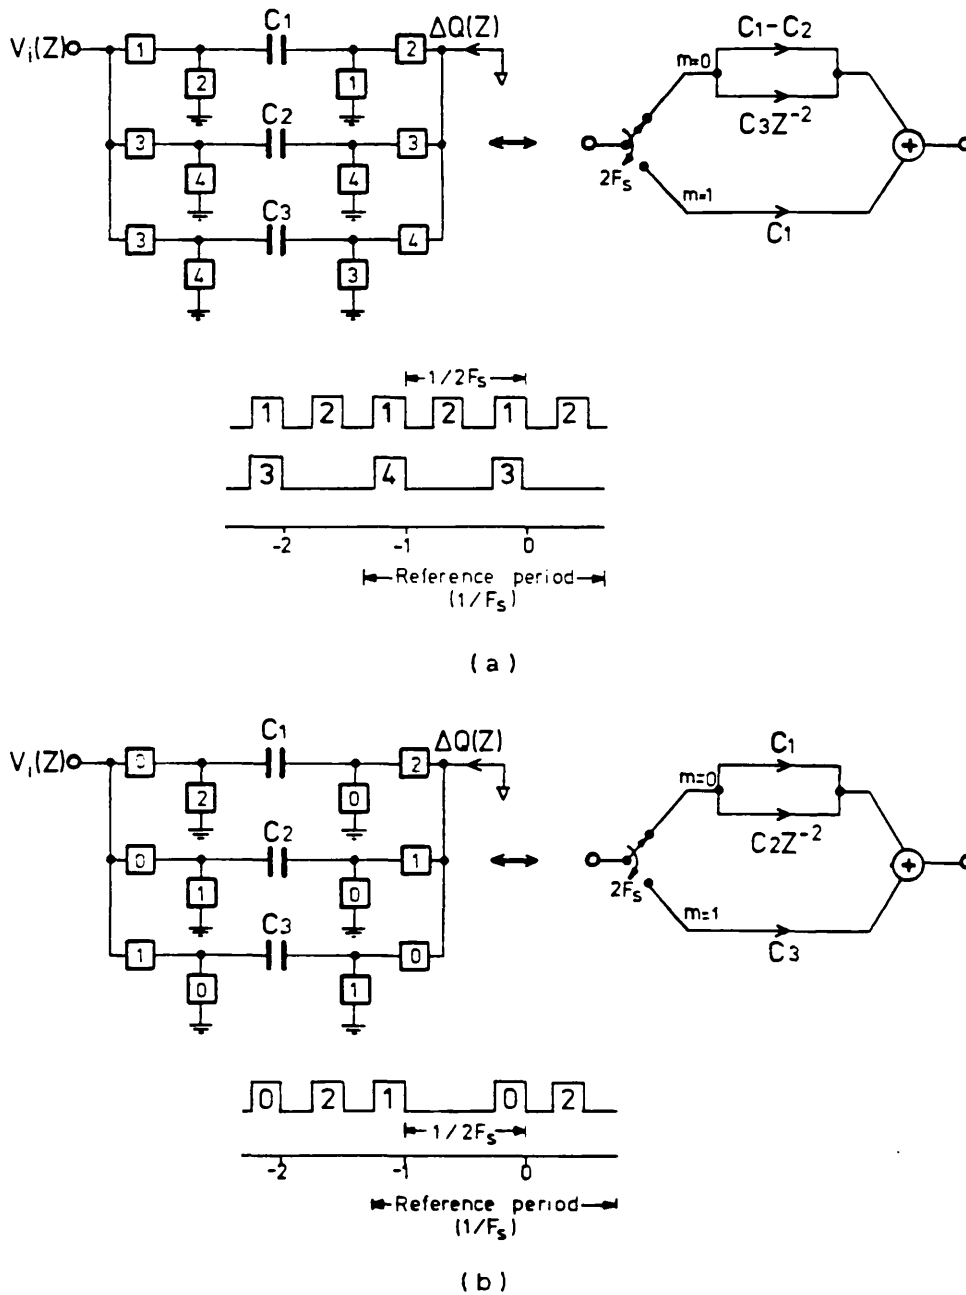 C1
ΔQ(Z)
Vi(Z)
1
2
2
1
C2
3
3
4
4
C3
3
4
4
3
C1-C2
m=0
C3Z-2
2Fs
m=1
C1
+
1/2Fs
1 2 1 2 1 2
3 4 3
-2 -1 0
Reference period
(1/Fs)
(a)
C1
ΔQ(Z)
Vi(Z)
0
2
2
0
C2
0
1
1
0
C3
1
0
0
1
C1
m=0
C2Z-2
2Fs
m=1
C3
+
0 2 1 0 2
1/2Fs
-2 -1 0
Reference period
(1/Fs)
(b)